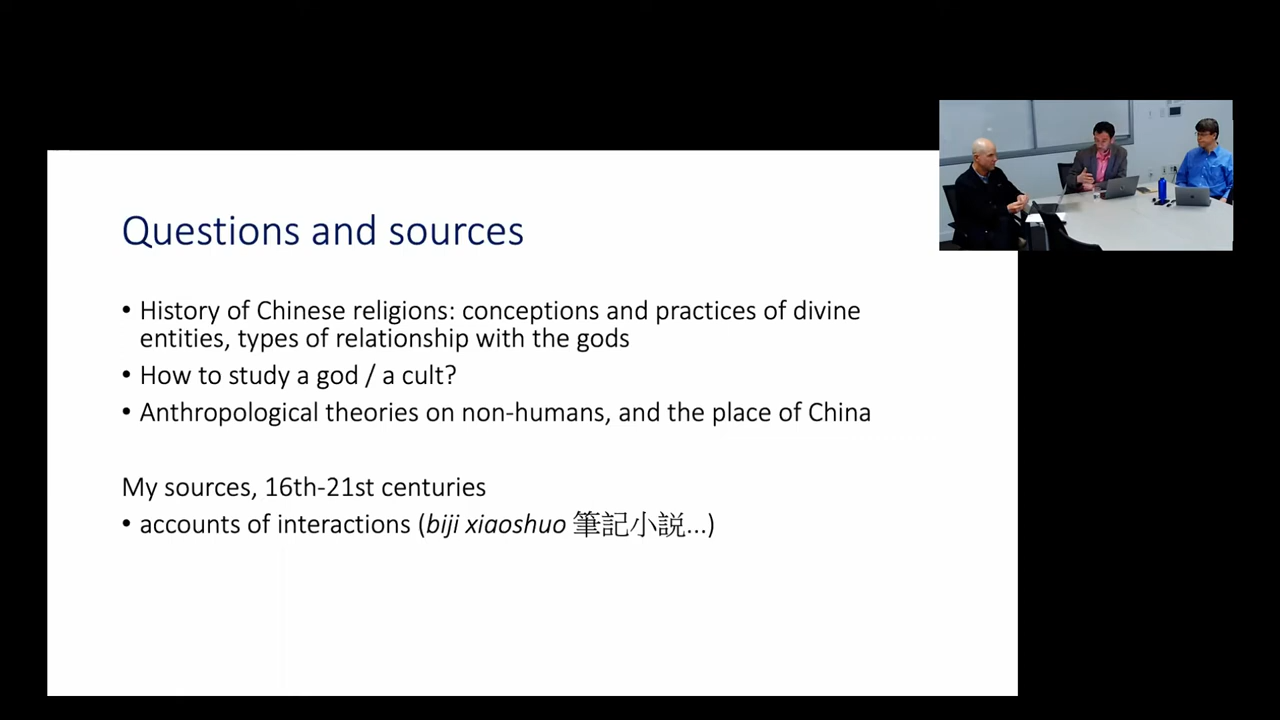 Questions and sources
• History of Chinese religions: conceptions and practices of divine
entities, types of relationship with the gods
• How to study a god / a cult?
• Anthropological theories on non-humans, and the place of China
My sources, 16th-21st centuries
• accounts of interactions (biji xiaoshuo 筆記小説...)